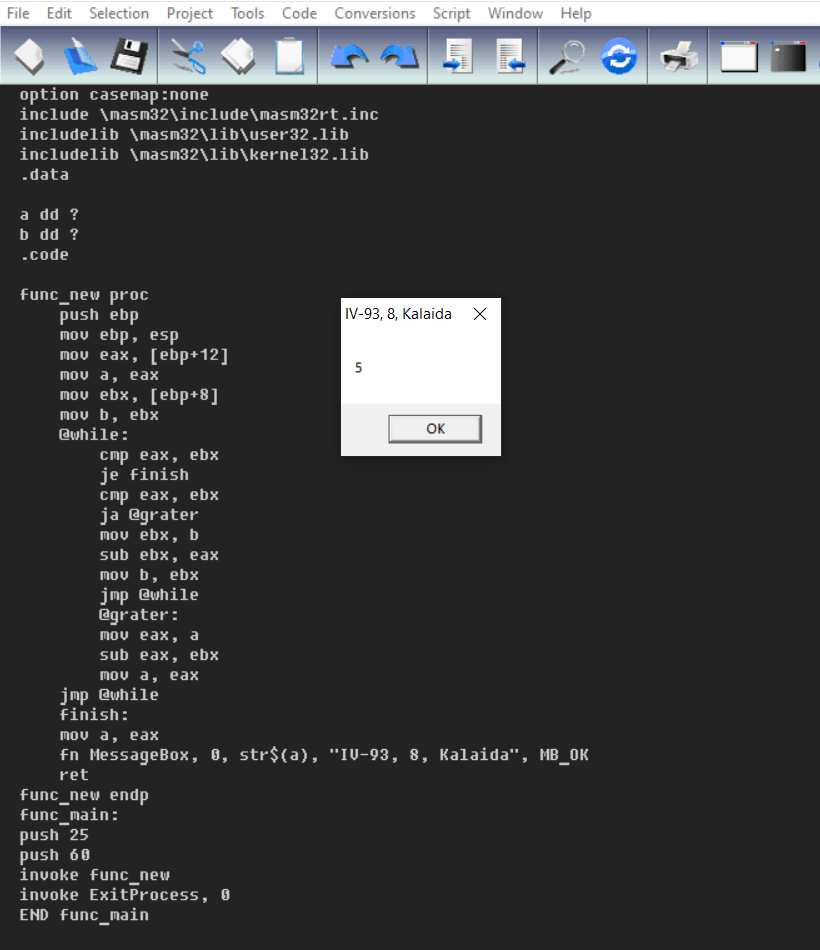 File Edit Selection Project Tools Code Conversions Script Window Help
option casemap:none
include \masm32\include\masm32rt.inc
includelib \masm32\lib\user32.lib
includelib \masm32\lib\kernel32.lib
.data
a dd ?
b dd ?
.code
func_new proc
push ebp
mov ebp, esp
mov eax, [ebp+12]
mov a, eax
mov ebx, [ebp+8]
mov b, ebx
@while:
cmp eax, ebx
je finish
cmp eax, ebx
ja @grater
mov ebx, b
sub ebx, eax
mov b, ebx
jmp @while
@grater:
mov eax, a
sub eax, ebx
mov a, eax
jmp @while
finish:
mov a, eax
fn MessageBox, 0, str$(a), "IV-93, 8, Kalaida", MB_OK
ret
func_new endp
func_main:
push 25
push 60
invoke func_new
invoke ExitProcess, 0
END func_main
IV-93, 8, Kalaida
5
OK